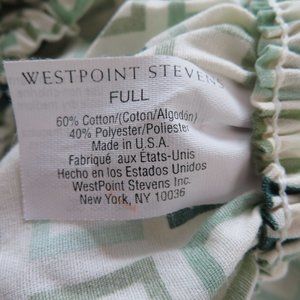 WESTPOINT STEVENS
FULL
60% Cotton/(Coton/Algodón)
40% Polyester/Poliester
Made in U.S.A.
Fabriqué aux États-Unis
Hecho en los Estados Unidos
WestPoint Stevens Inc.
New York, NY 10036